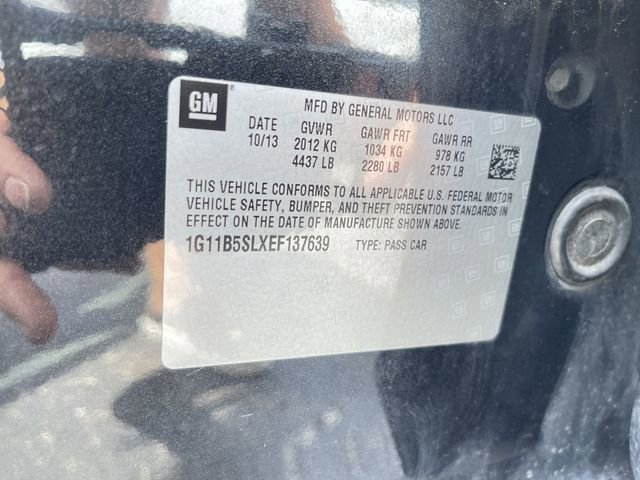 GM®
MFD BY GENERAL MOTORS LLC
DATE GVWR GAWR FRT GAWR RR
10/13 2012 KG 1034 KG 978 KG
4437 LB 2280 LB 2157 LB
THIS VEHICLE CONFORMS TO ALL APPLICABLE U.S. FEDERAL MOTOR
VEHICLE SAFETY, BUMPER, AND THEFT PREVENTION STANDARDS IN
EFFECT ON THE DATE OF MANUFACTURE SHOWN ABOVE.
1G11B5SLXEF137639 TYPE: PASS CAR